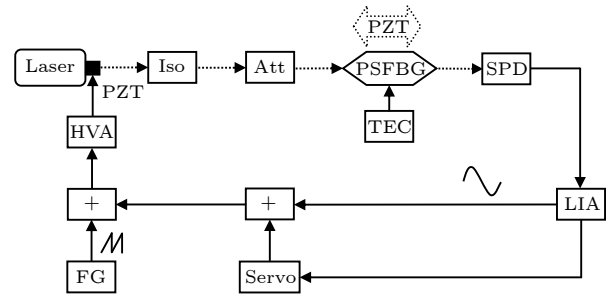 PZT
Laser
Iso
Att
PSFBG
SPD
PZT
HVA
TEC
+
+
LIA
FG
Servo